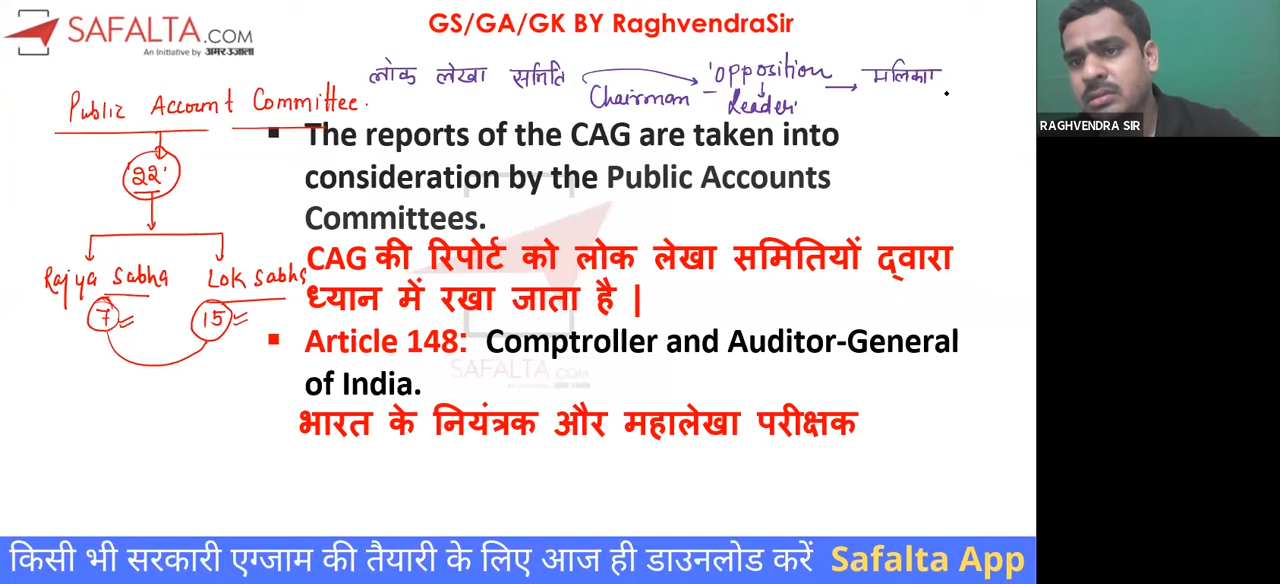 SAFALTA.COM
An Initiative by अमर उजाला
GS/GA/GK BY RaghvendraSir
लोक लेखा समिति Chairman - 'opposition Leader' → मलिका
Public Account Committee.
22
Rajya Sabha
7
Lok Sabha
15
▪ The reports of the CAG are taken into
consideration by the Public Accounts
Committees.
CAG की रिपोर्ट को लोक लेखा समितियों द्वारा
ध्यान में रखा जाता है |
▪ Article 148: Comptroller and Auditor-General
of India.
भारत के नियंत्रक और महालेखा परीक्षक
SAFALTA.COM
RAGHVENDRA SIR
किसी भी सरकारी एग्जाम की तैयारी के लिए आज ही डाउनलोड करें Safalta App